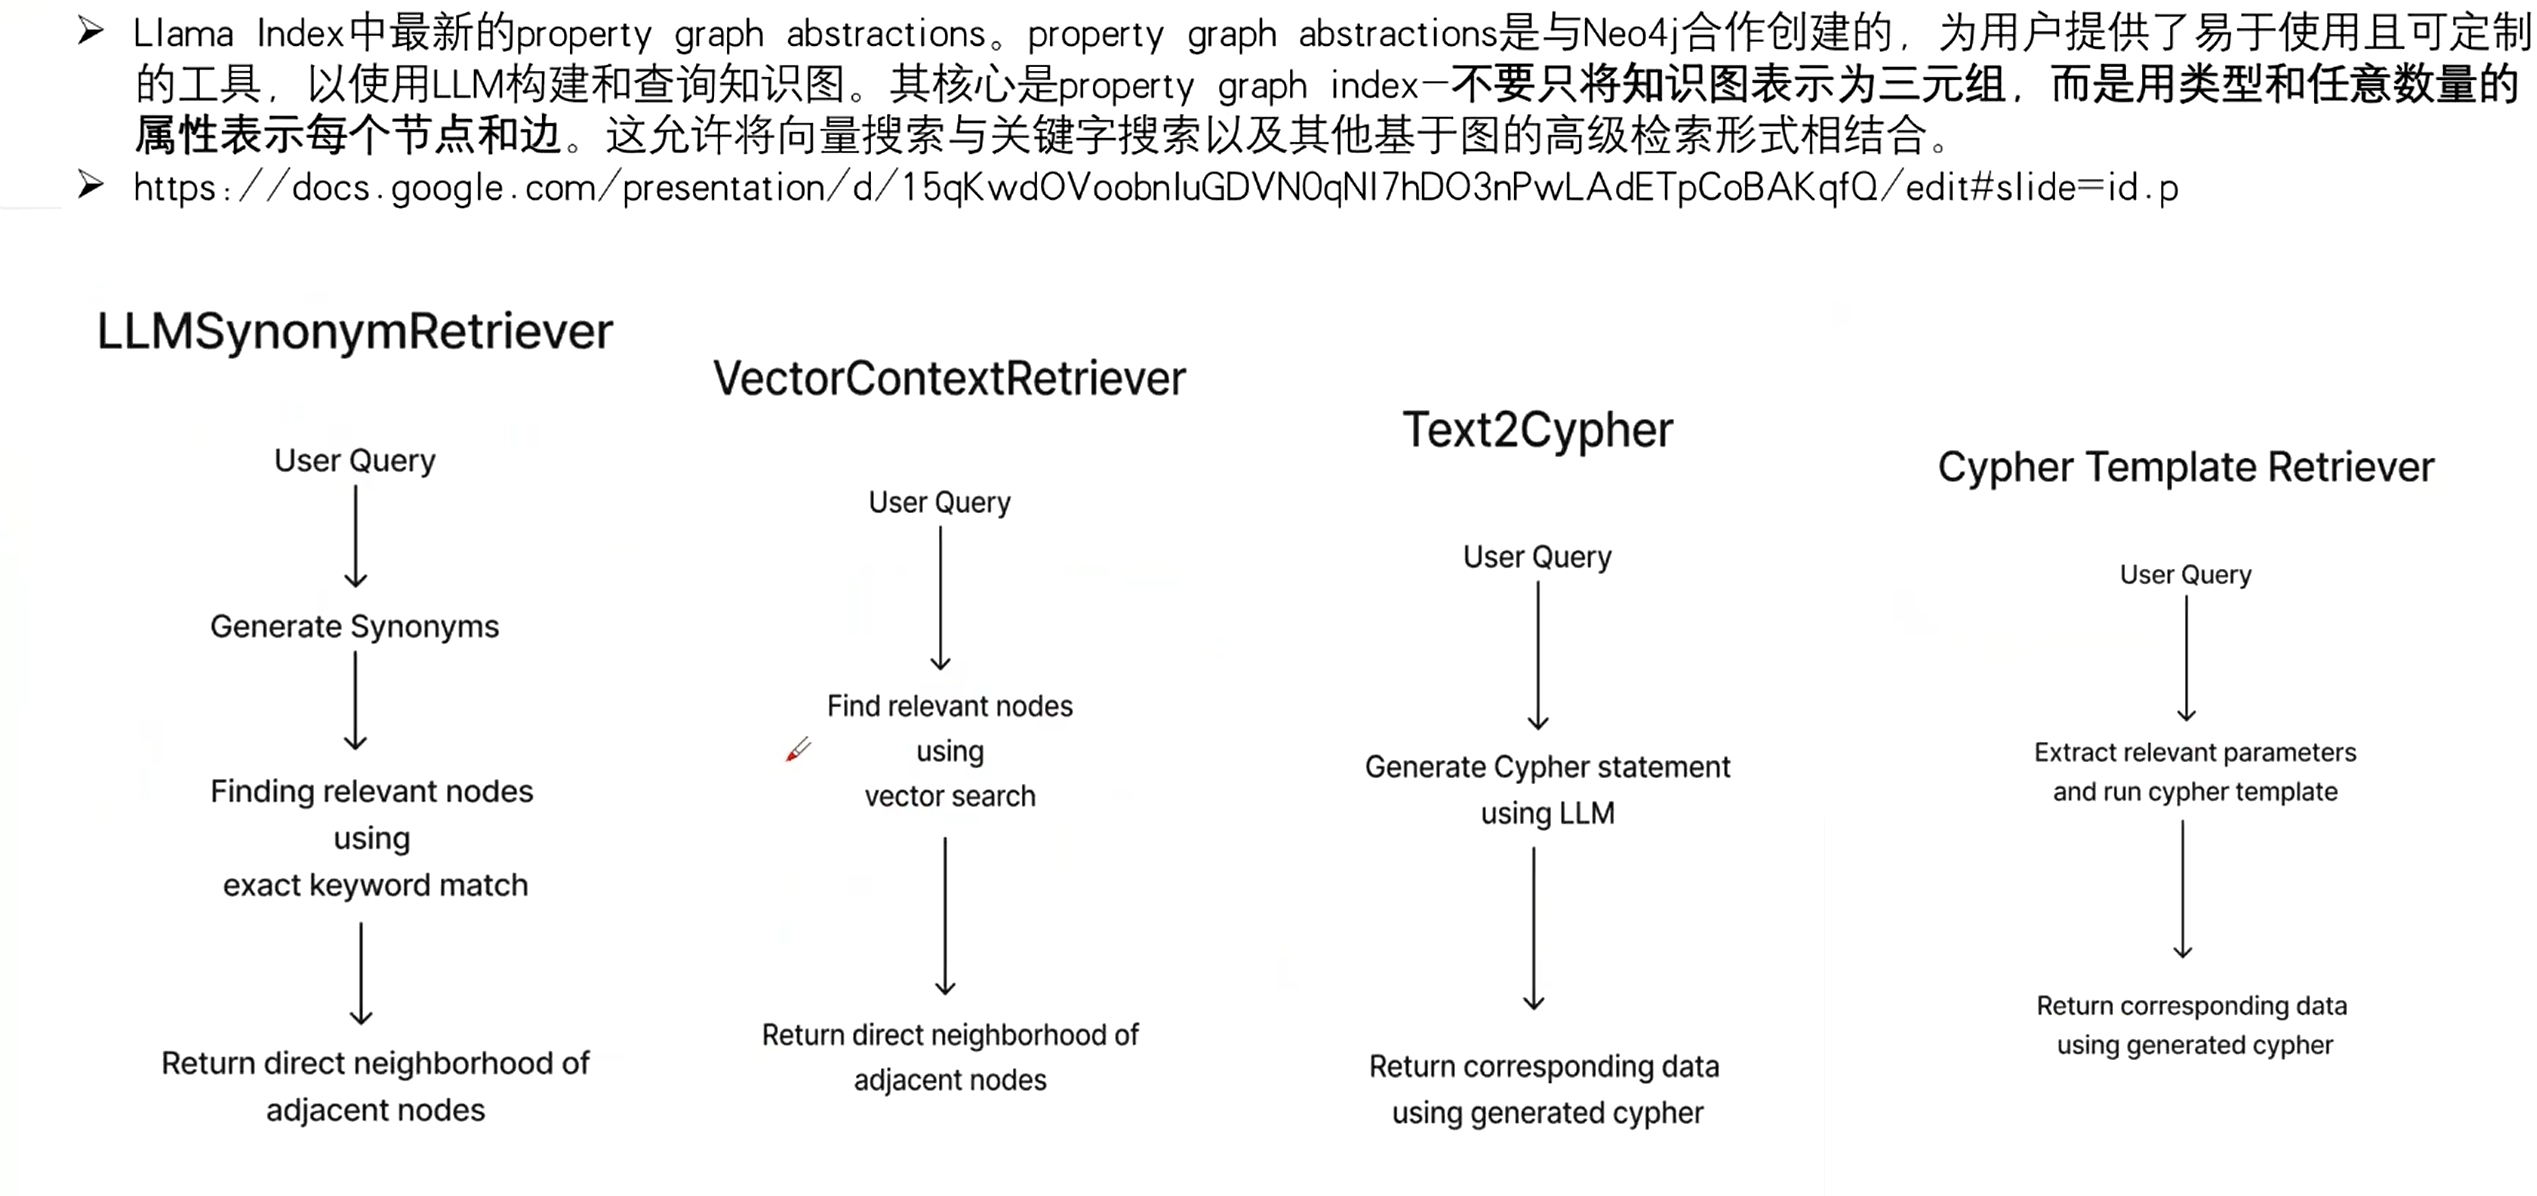 ➢ Llama Index中最新的property graph abstractions。property graph abstractions是与Neo4j合作创建的，为用户提供了易于使用且可定制
的工具，以使用LLM构建和查询知识图。其核心是property graph index—不要只将知识图表示为三元组，而是用类型和任意数量的
属性表示每个节点和边。这允许将向量搜索与关键字搜索以及其他基于图的高级检索形式相结合。
➢ https://docs.google.com/presentation/d/15qKwdOVoobnIuGDVN0qNI7hDO3nPwLAdETpCoBAKqfQ/edit#slide=id.p
LLMSynonymRetriever
User Query
Generate Synonyms
Finding relevant nodes
using
exact keyword match
Return direct neighborhood of
adjacent nodes
VectorContextRetriever
User Query
Find relevant nodes
using
vector search
Return direct neighborhood of
adjacent nodes
Text2Cypher
User Query
Generate Cypher statement
using LLM
Return corresponding data
using generated cypher
Cypher Template Retriever
User Query
Extract relevant parameters
and run cypher template
Return corresponding data
using generated cypher